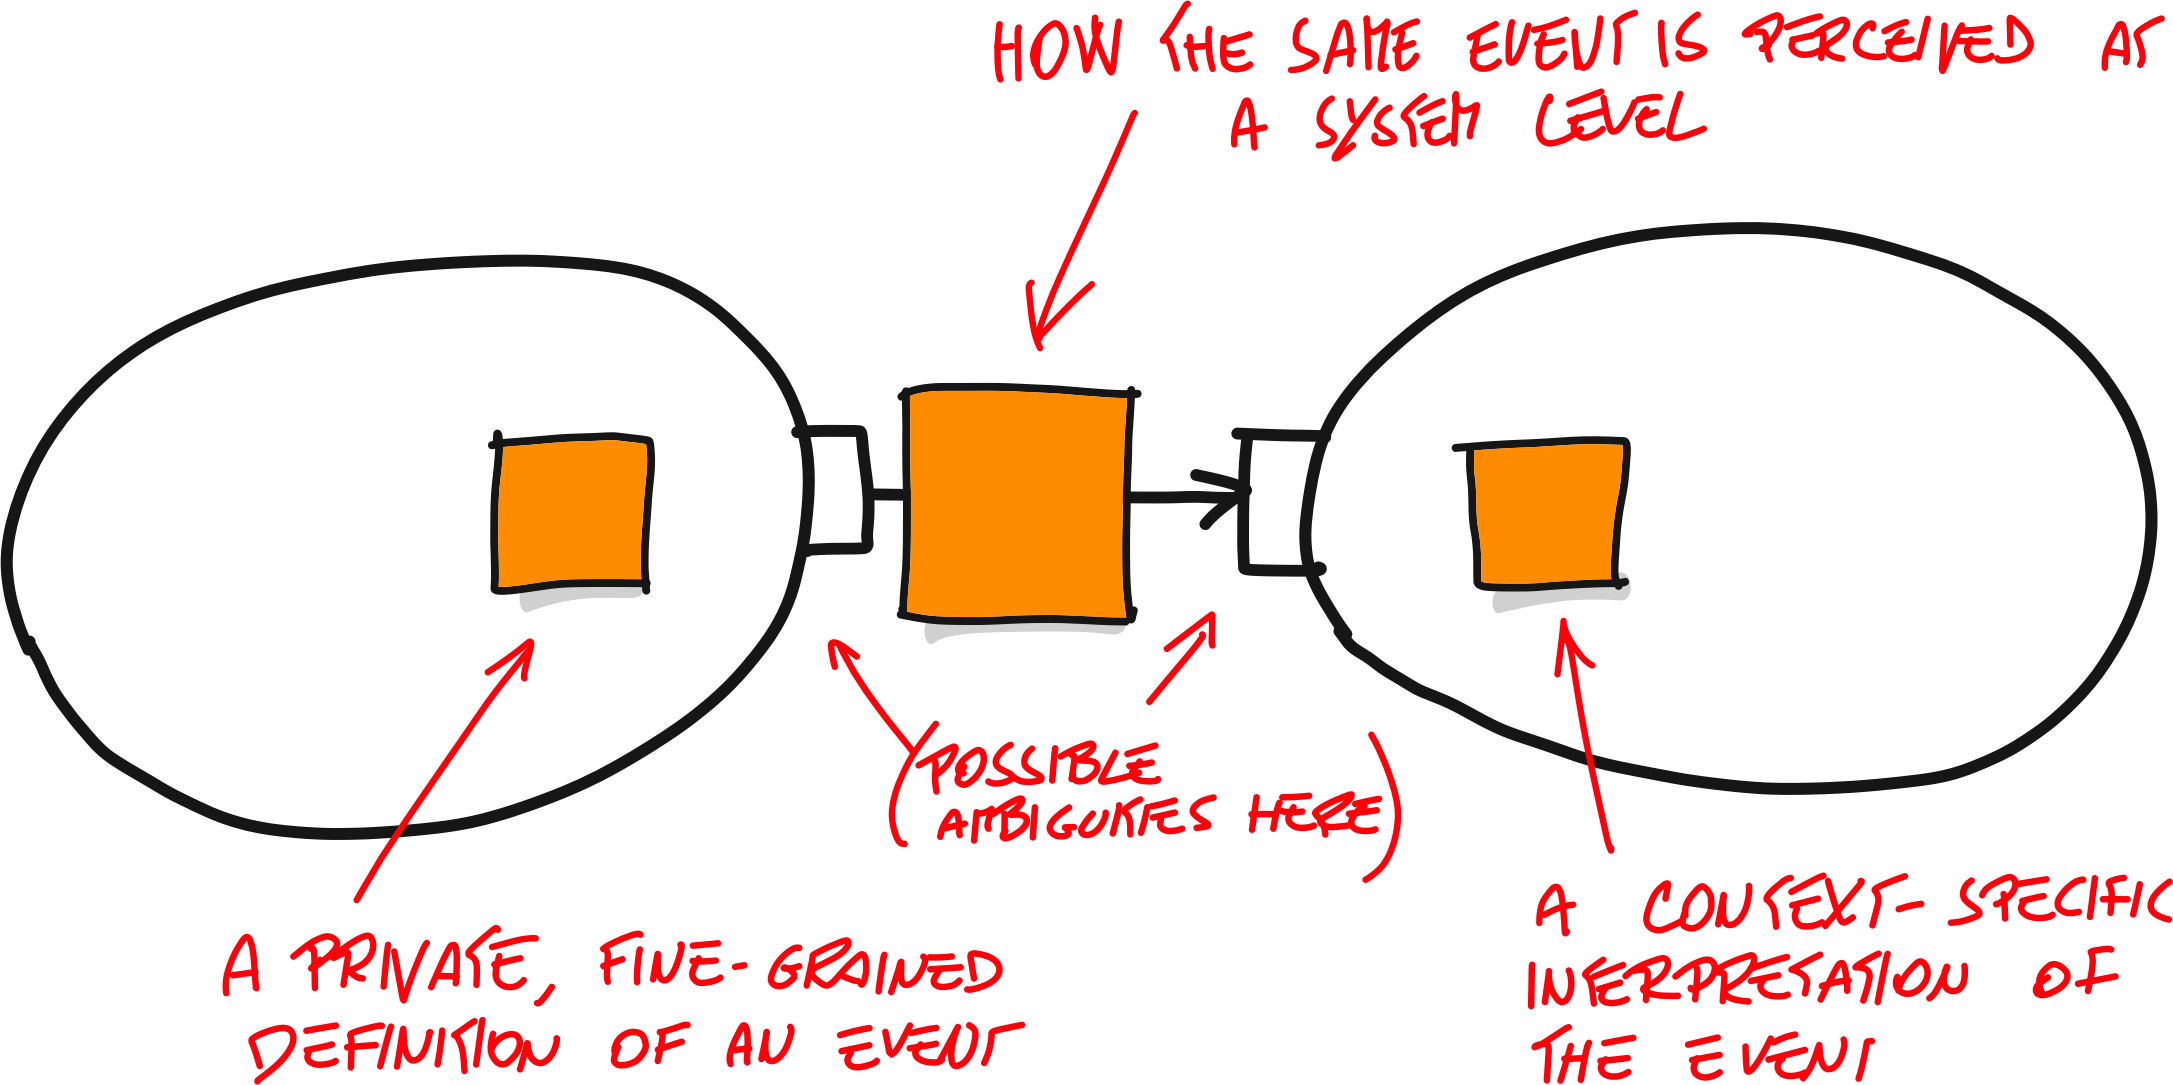 HOW THE SAME EVENT IS PERCEIVED AT
A SYSTEM LEVEL
(POSSIBLE
AMBIGUITIES HERE)
A PRIVATE, FINE-GRAINED
DEFINITION OF AN EVENT
A CONTEXT-SPECIFIC
INTERPRETATION OF
THE EVENT